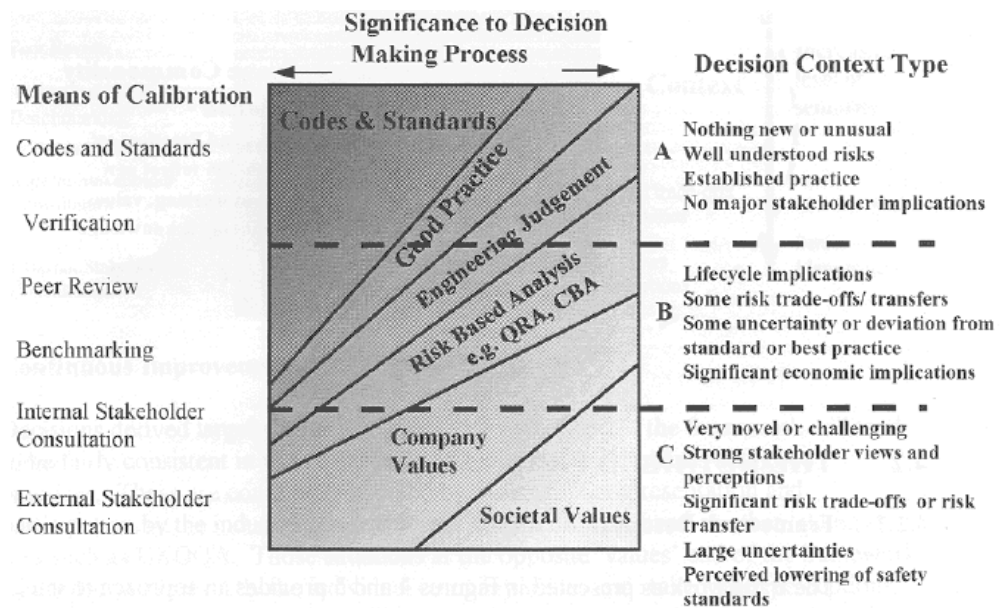 Significance to Decision
Making Process
Decision Context Type
Means of Calibration
Codes and Standards
Verification
Peer Review
Benchmarking
Internal Stakeholder
Consultation
External Stakeholder
Consultation
Codes & Standards
Good Practice
Engineering Judgement
Risk Based Analysis
e.g. QRA, CBA
Company
Values
Societal Values
A
Nothing new or unusual
Well understood risks
Established practice
No major stakeholder implications
B
Lifecycle implications
Some risk trade-offs/ transfers
Some uncertainty or deviation from
standard or best practice
Significant economic implications
C
Very novel or challenging
Strong stakeholder views and
perceptions
Significant risk trade-offs or risk
transfer
Large uncertainties
Perceived lowering of safety
standards